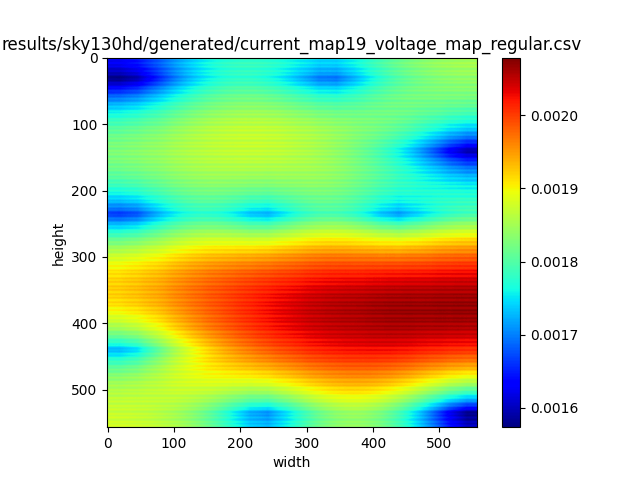 results/sky130hd/generated/current_map19_voltage_map_regular.csv
0
100
200
300
400
500
height
0 100 200 300 400 500
width
0.0020
0.0019
0.0018
0.0017
0.0016